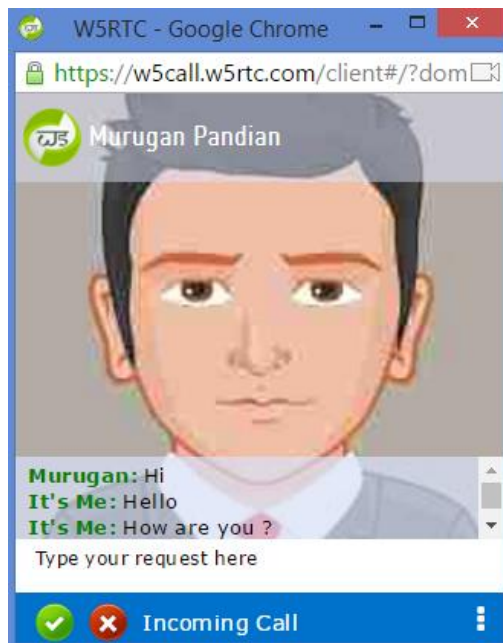 W5RTC - Google Chrome
https://w5call.w5rtc.com/client#/?dom
Murugan Pandian
Murugan: Hi
It's Me: Hello
It's Me: How are you ?
Type your request here
Incoming Call